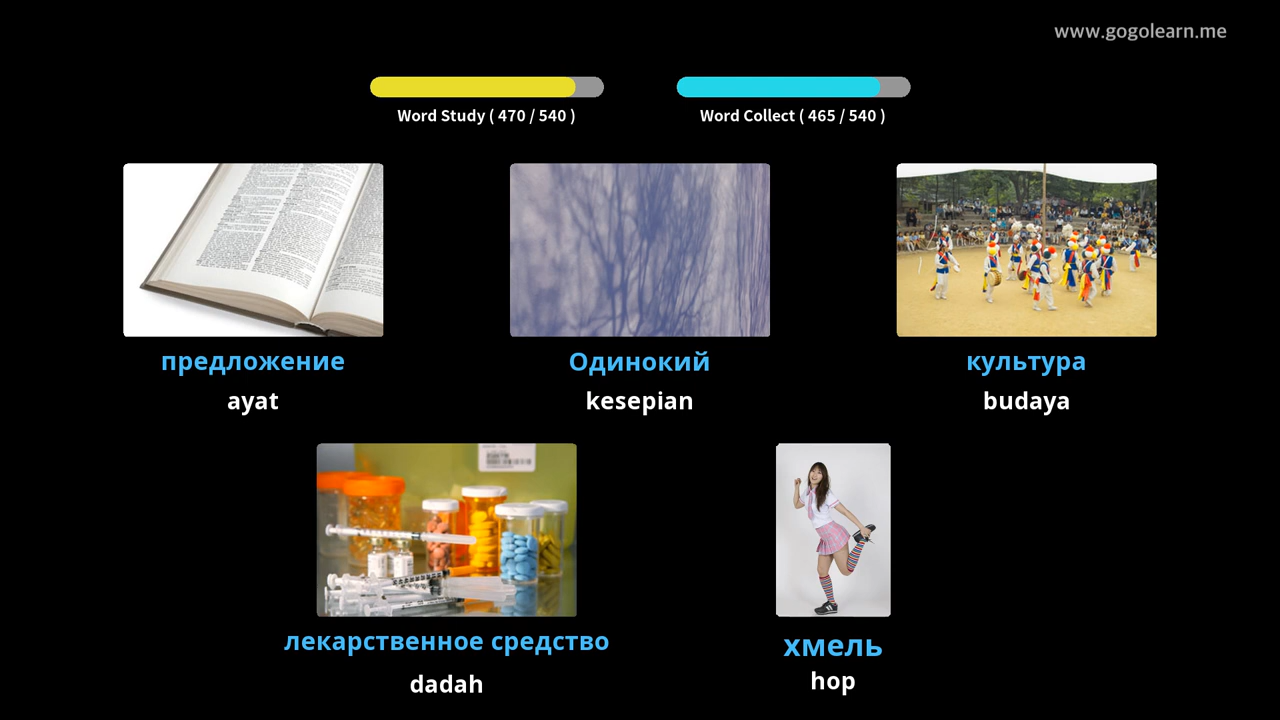 www.gogolearn.me
Word Study ( 470 / 540 )
Word Collect ( 465 / 540 )
предложение
ayat
Одинокий
kesepian
культура
budaya
лекарственное средство
dadah
хмель
hop